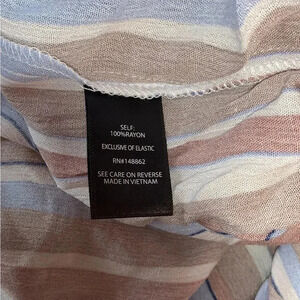 SELF:
100%RAYON
EXCLUSIVE OF ELASTIC
RN#148862
SEE CARE ON REVERSE
MADE IN VIETNAM